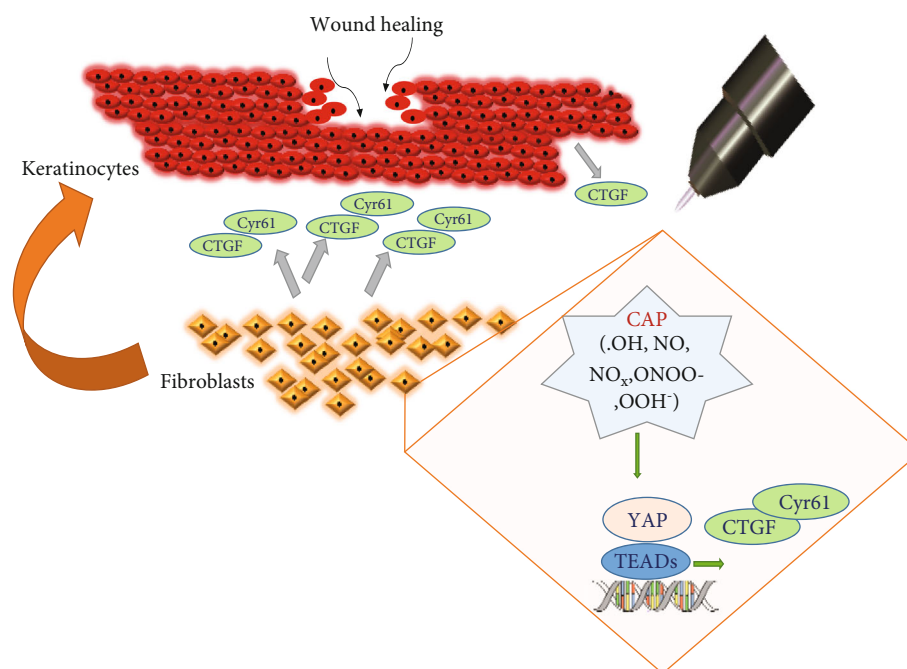 Wound healing
Keratinocytes
CTGF
Cyr61
CTGF
Cyr61
CTGF
Cyr61
CTGF
Fibroblasts
CAP
(.OH, NO,
NOₓ,ONOO-
,OOH⁻)
YAP
TEADs
Cyr61
CTGF